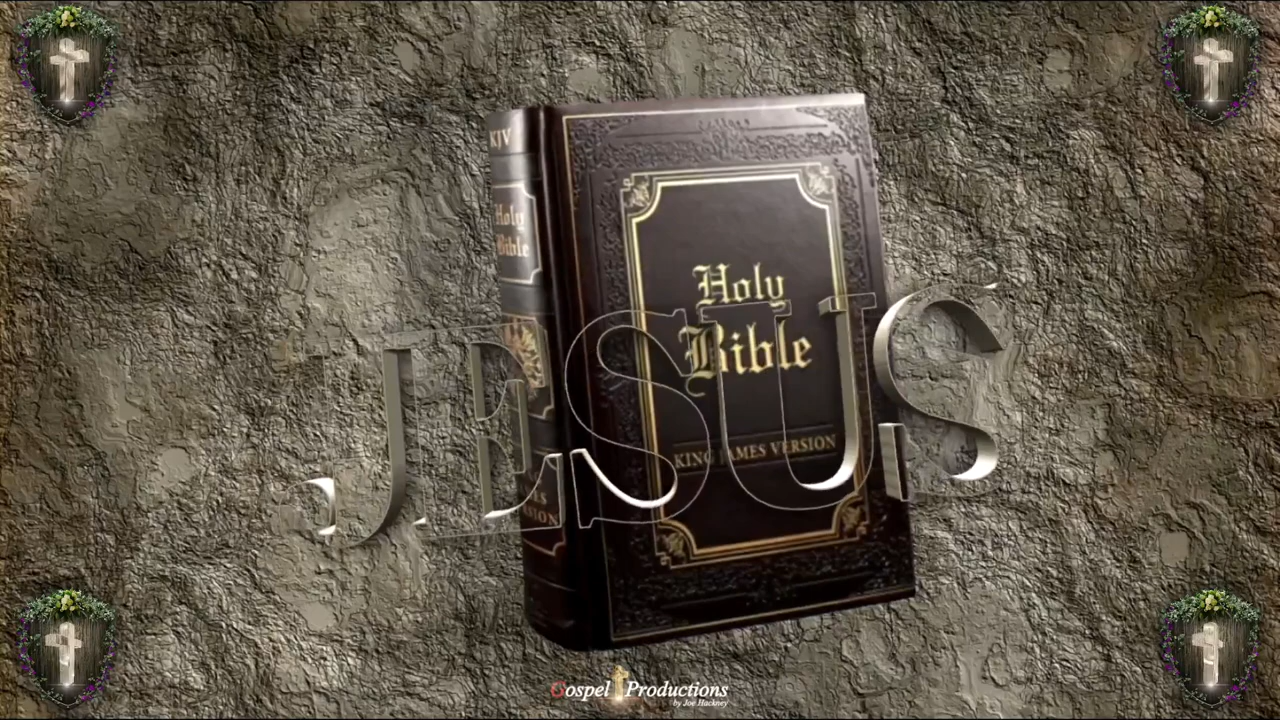 KJV
Holy
Bible
Holy
Bible
KING JAMES VERSION
JESUS
Gospel Productions
by Joe Hackney